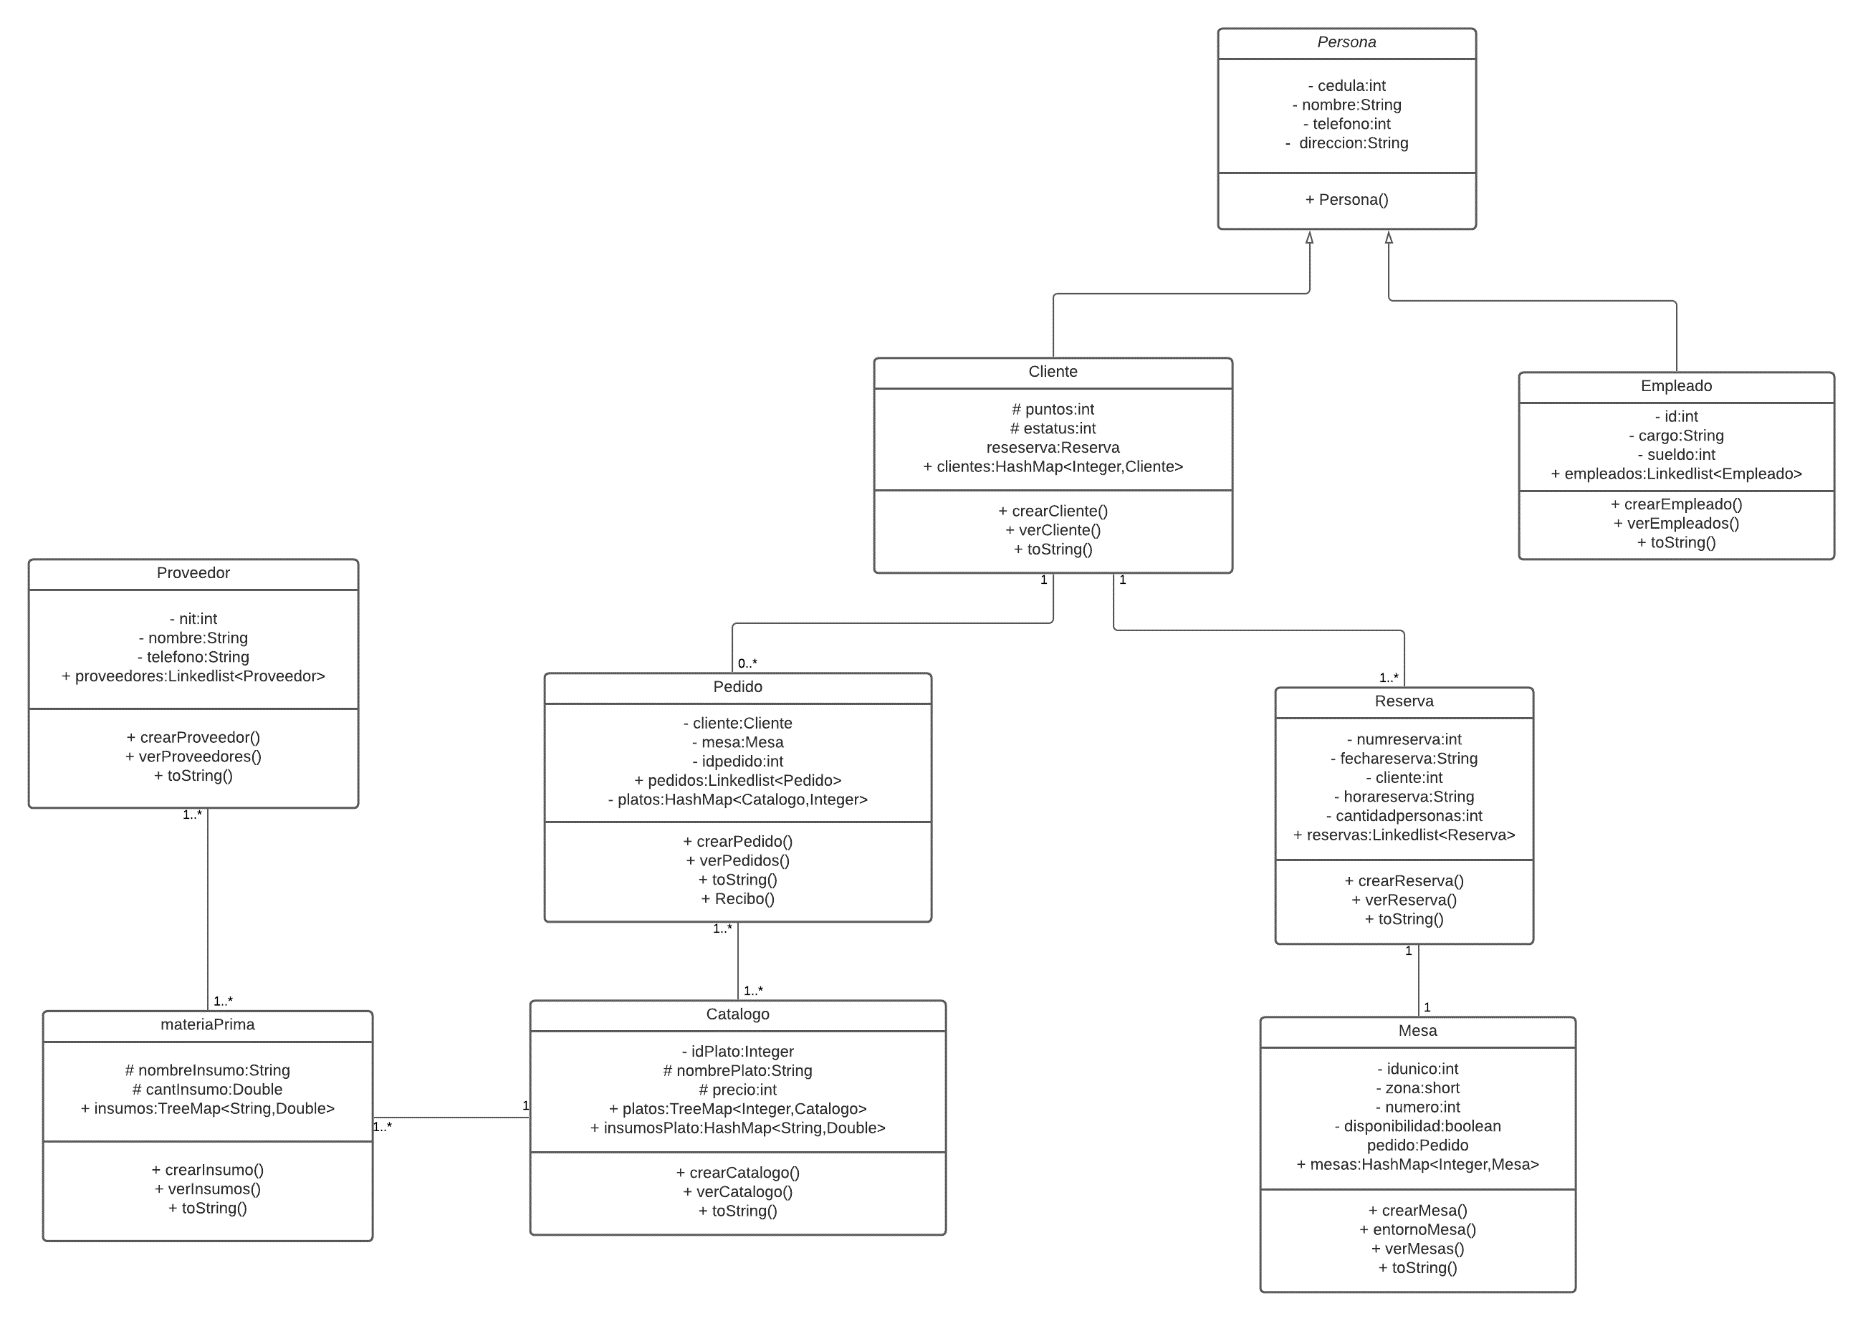 Persona
- cedula:int
- nombre:String
- telefono:int
- direccion:String
+ Persona()
Cliente
# puntos:int
# estatus:int
reseserva:Reserva
+ clientes:HashMap<Integer,Cliente>
+ crearCliente()
+ verCliente()
+ toString()
1
1
Empleado
- id:int
- cargo:String
- sueldo:int
+ empleados:Linkedlist<Empleado>
+ crearEmpleado()
+ verEmpleados()
+ toString()
Proveedor
- nit:int
- nombre:String
- telefono:String
+ proveedores:Linkedlist<Proveedor>
+ crearProveedor()
+ verProveedores()
+ toString()
1..*
0..*
Pedido
- cliente:Cliente
- mesa:Mesa
- idpedido:int
+ pedidos:Linkedlist<Pedido>
- platos:HashMap<Catalogo,Integer>
+ crearPedido()
+ verPedidos()
+ toString()
+ Recibo()
1..*
1..*
Reserva
- numreserva:int
- fechareserva:String
- cliente:int
- horareserva:String
- cantidadpersonas:int
+ reservas:Linkedlist<Reserva>
+ crearReserva()
+ verReserva()
+ toString()
1
1..*
materiaPrima
# nombreInsumo:String
# cantInsumo:Double
+ insumos:TreeMap<String,Double>
+ crearInsumo()
+ verInsumos()
+ toString()
1..*
1
1..*
Catalogo
- idPlato:Integer
# nombrePlato:String
# precio:int
+ platos:TreeMap<Integer,Catalogo>
+ insumosPlato:HashMap<String,Double>
+ crearCatalogo()
+ verCatalogo()
+ toString()
1
Mesa
- idunico:int
- zona:short
- numero:int
- disponibilidad:boolean
pedido:Pedido
+ mesas:HashMap<Integer,Mesa>
+ crearMesa()
+ entornoMesa()
+ verMesas()
+ toString()